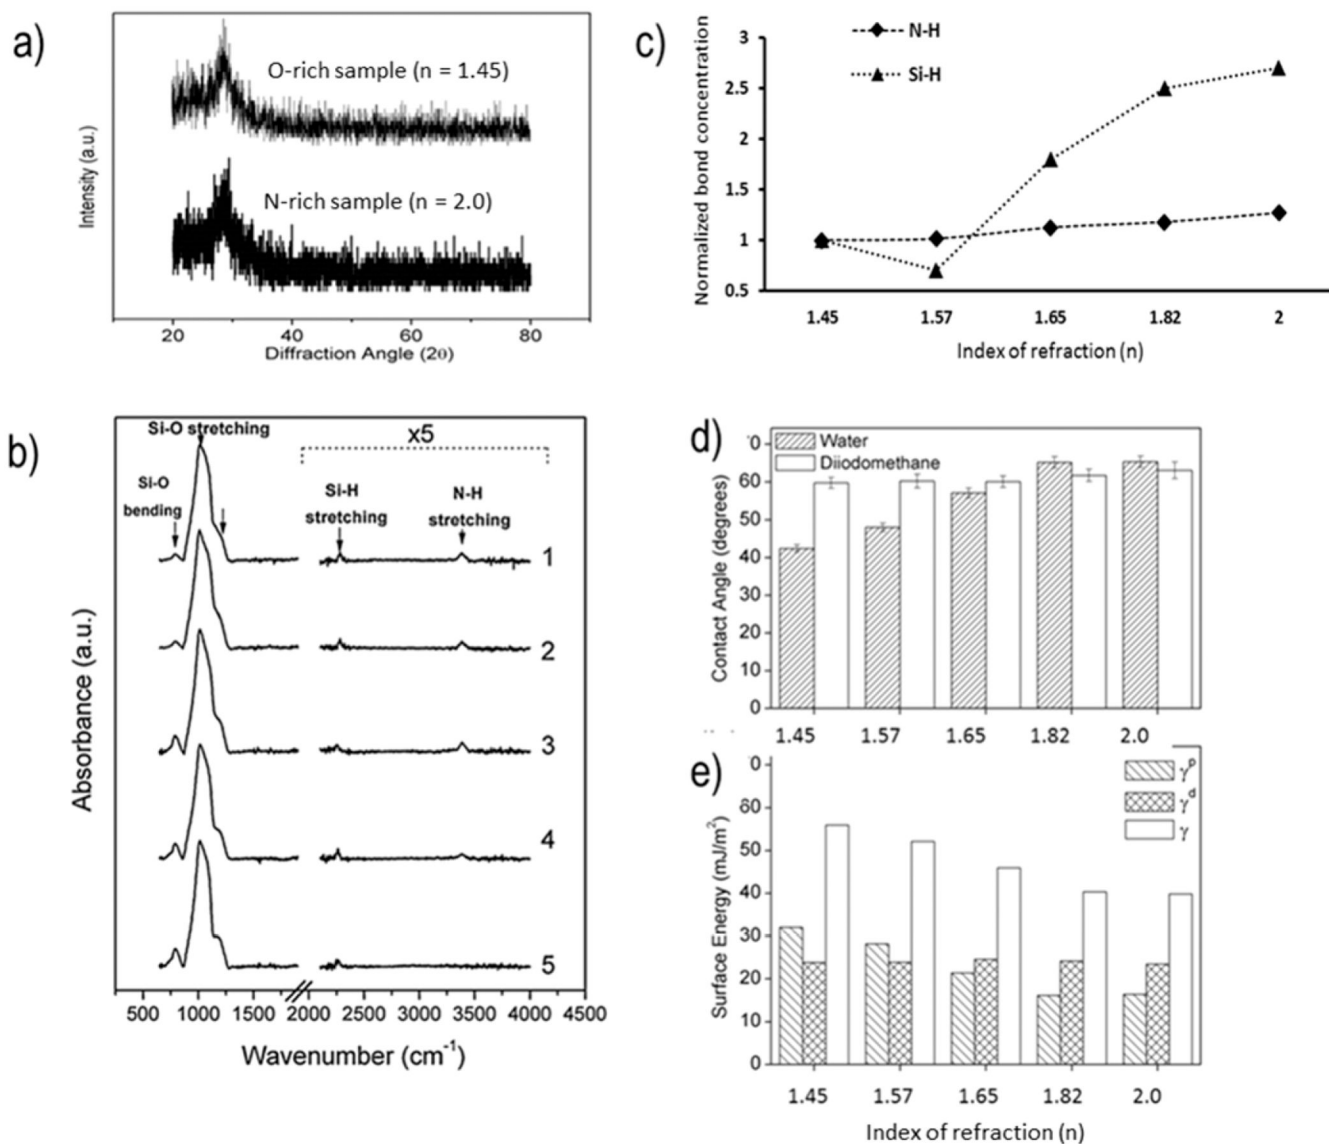 a)
O-rich sample (n = 1.45)
N-rich sample (n = 2.0)
Intensity (a.u.)
20 40 60 80
Diffraction Angle (2θ)
c)
N-H
Si-H
Normalized bond concentration
3
2.5
2
1.5
1
0.5
1.45 1.57 1.65 1.82 2
Index of refraction (n)
b)
Si-O stretching
x5
Si-O
bending
Si-H
stretching
N-H
stretching
1
2
3
4
5
Absorbance (a.u.)
500 1000 1500 2000 2500 3000 3500 4000 4500
Wavenumber (cm⁻¹)
d)
Water
Diiodomethane
Contact Angle (degrees)
0
60
50
40
30
20
10
0
1.45 1.57 1.65 1.82 2.0
e)
γᵖ
γᵈ
γ
Surface Energy (mJ/m²)
0
60
50
40
30
20
10
0
1.45 1.57 1.65 1.82 2.0
Index of refraction (n)